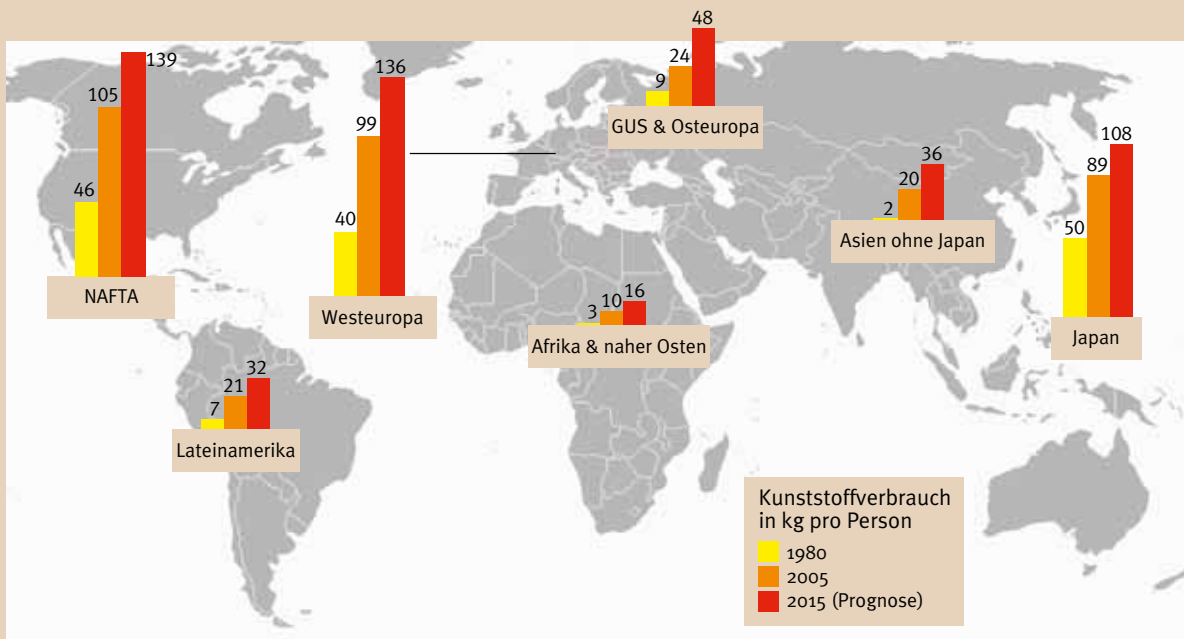 139
105
46
NAFTA
136
99
40
Westeuropa
48
24
9
GUS & Osteuropa
36
20
2
Asien ohne Japan
108
89
50
Japan
3 10 16
Afrika & naher Osten
32
21
7
Lateinamerika
Kunststoffverbrauch
in kg pro Person
1980
2005
2015 (Prognose)